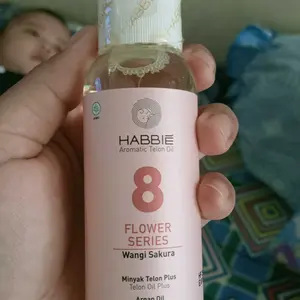 HABBIE
Aromatic Telon Oil
8
FLOWER
SERIES
Wangi Sakura
Minyak Telon Plus
Telon Oil Plus
Argan Oil